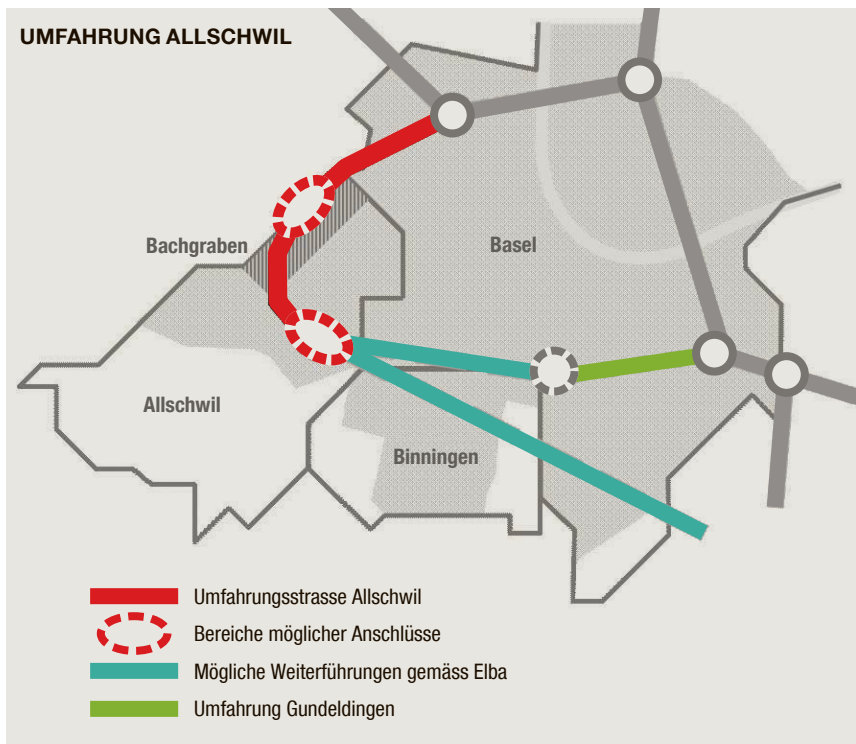 UMFAHRUNG ALLSCHWIL
Bachgraben
Basel
Allschwil
Binningen
Umfahrungsstrasse Allschwil
Bereiche möglicher Anschlüsse
Mögliche Weiterführungen gemäss Elba
Umfahrung Gundeldingen